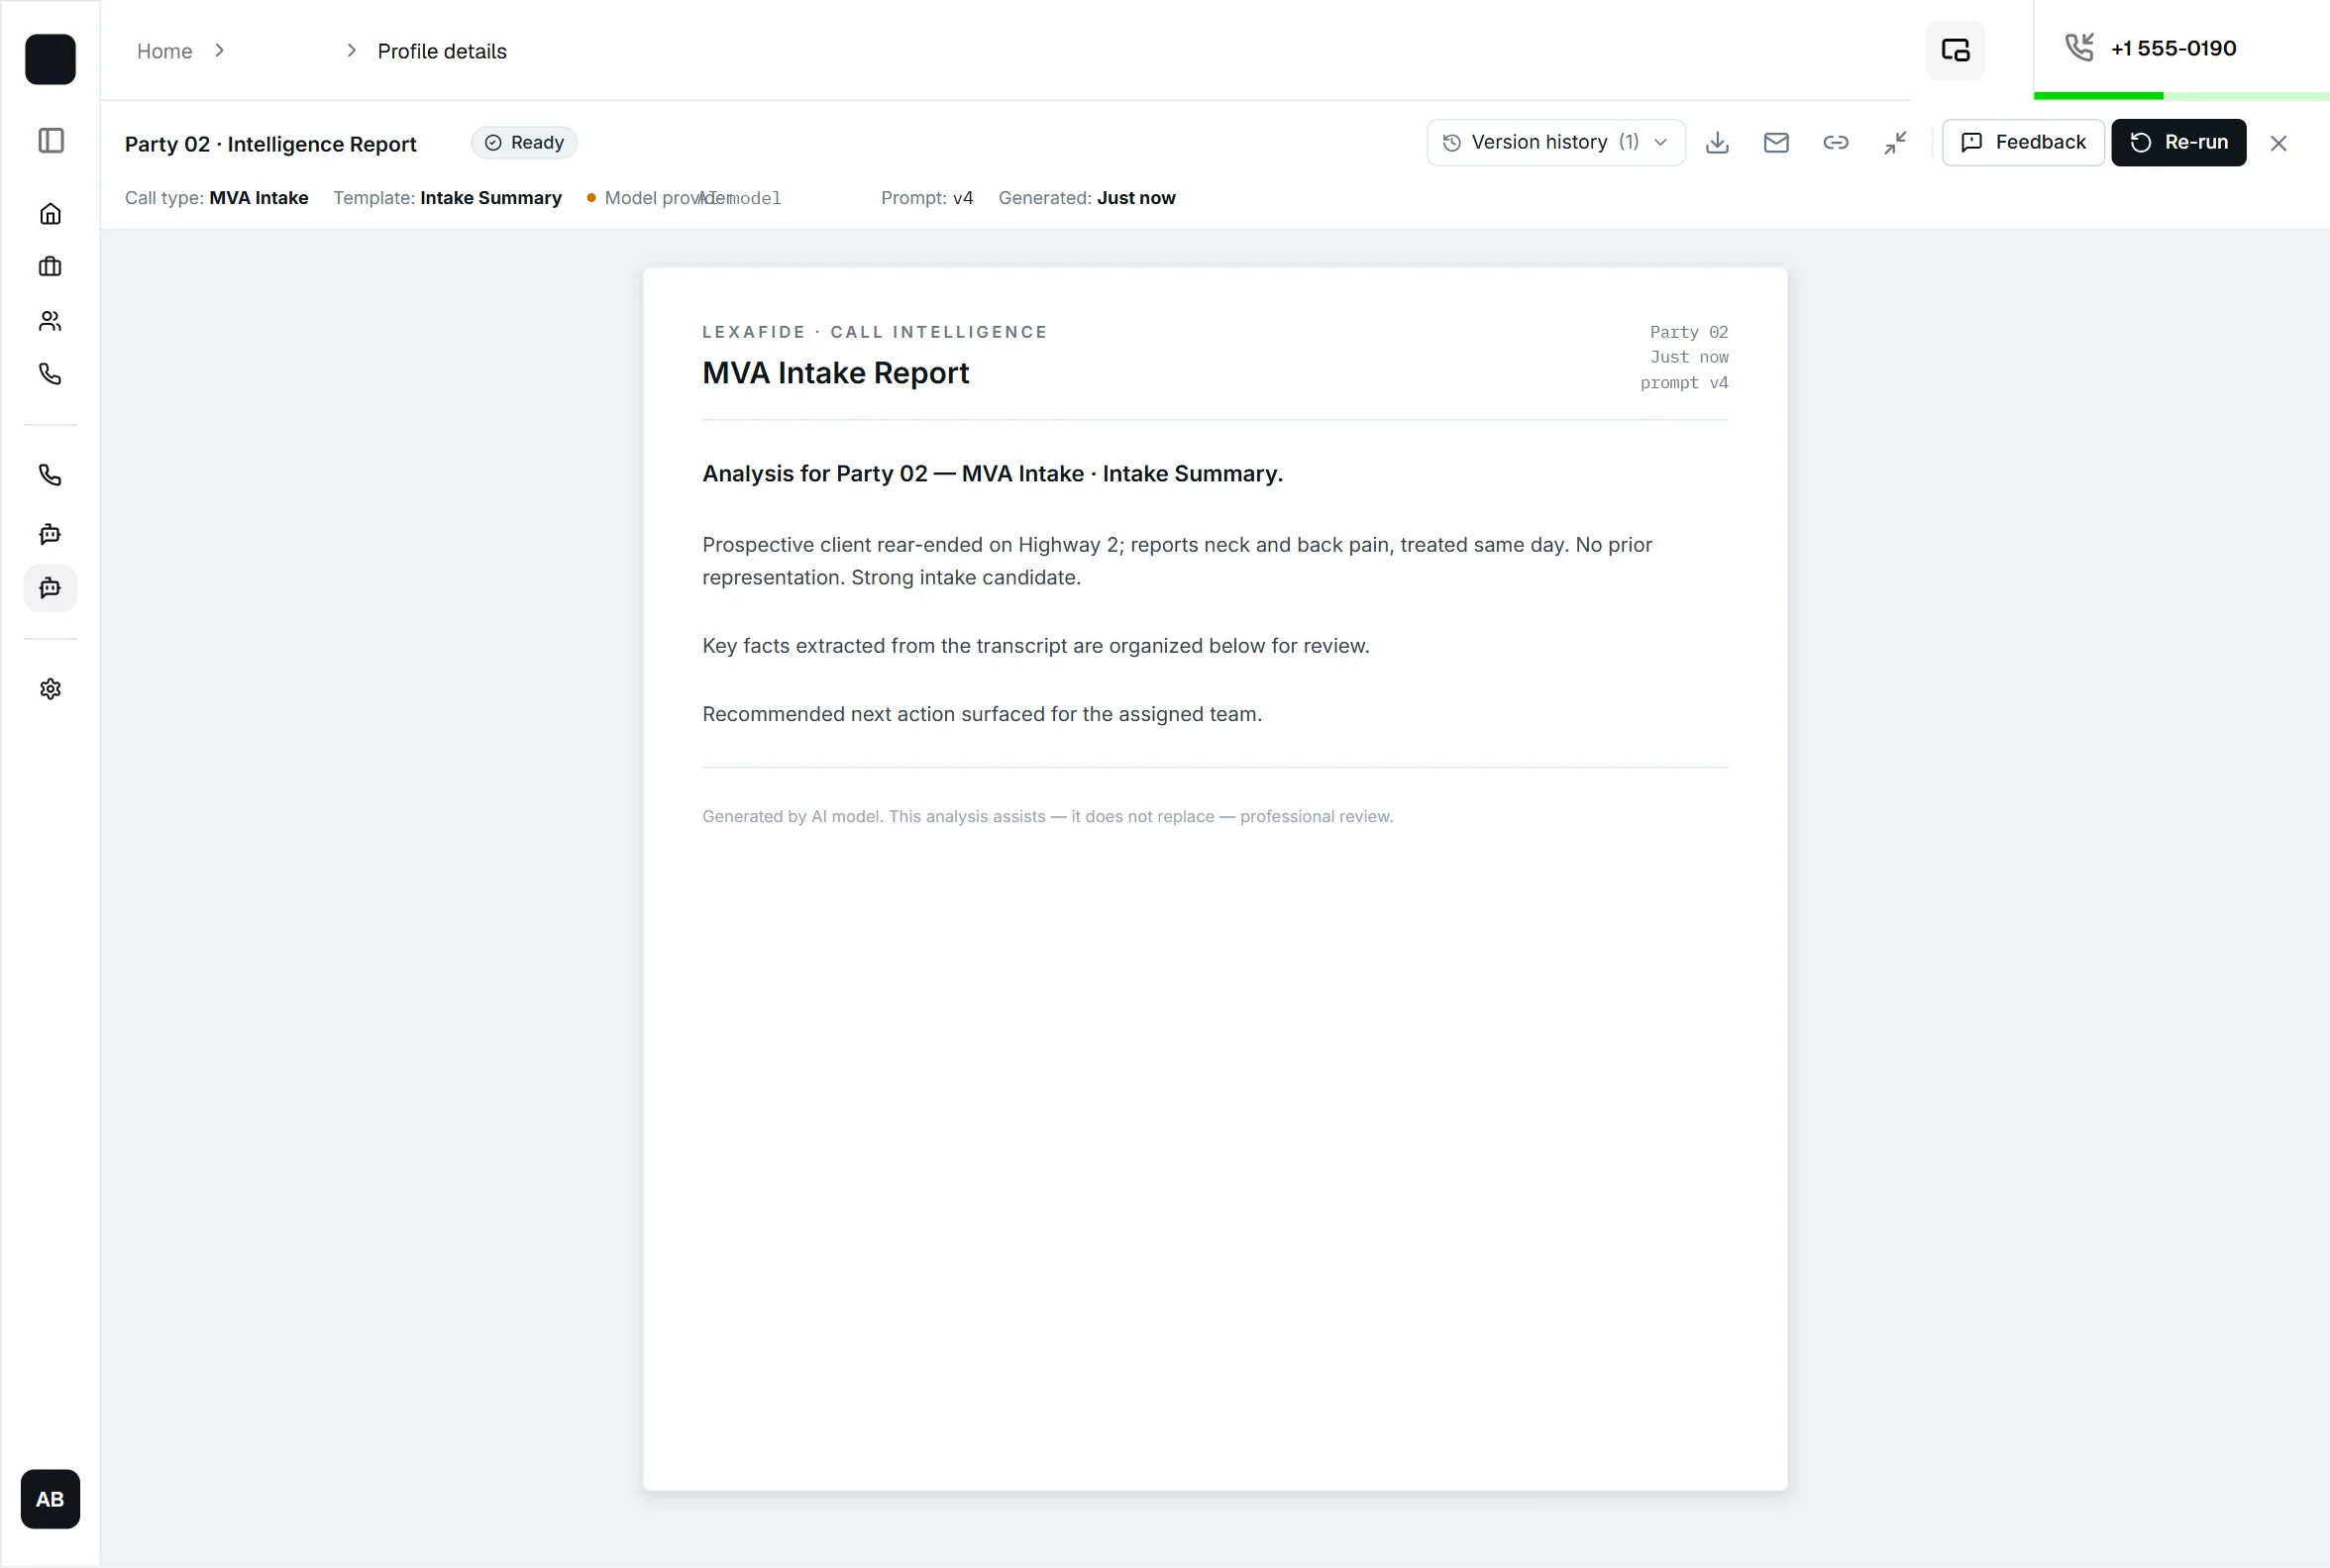 Home > > Profile details
+1 555-0190
Party 02 · Intelligence Report
Ready
Version history (1)
Feedback
Re-run
Call type: MVA Intake Template: Intake Summary Model provider AI model Prompt: v4 Generated: Just now
LEXAFIDE · CALL INTELLIGENCE
MVA Intake Report
Party 02
Just now
prompt v4
Analysis for Party 02 — MVA Intake · Intake Summary.
Prospective client rear-ended on Highway 2; reports neck and back pain, treated same day. No prior
representation. Strong intake candidate.
Key facts extracted from the transcript are organized below for review.
Recommended next action surfaced for the assigned team.
Generated by AI model. This analysis assists — it does not replace — professional review.
AB